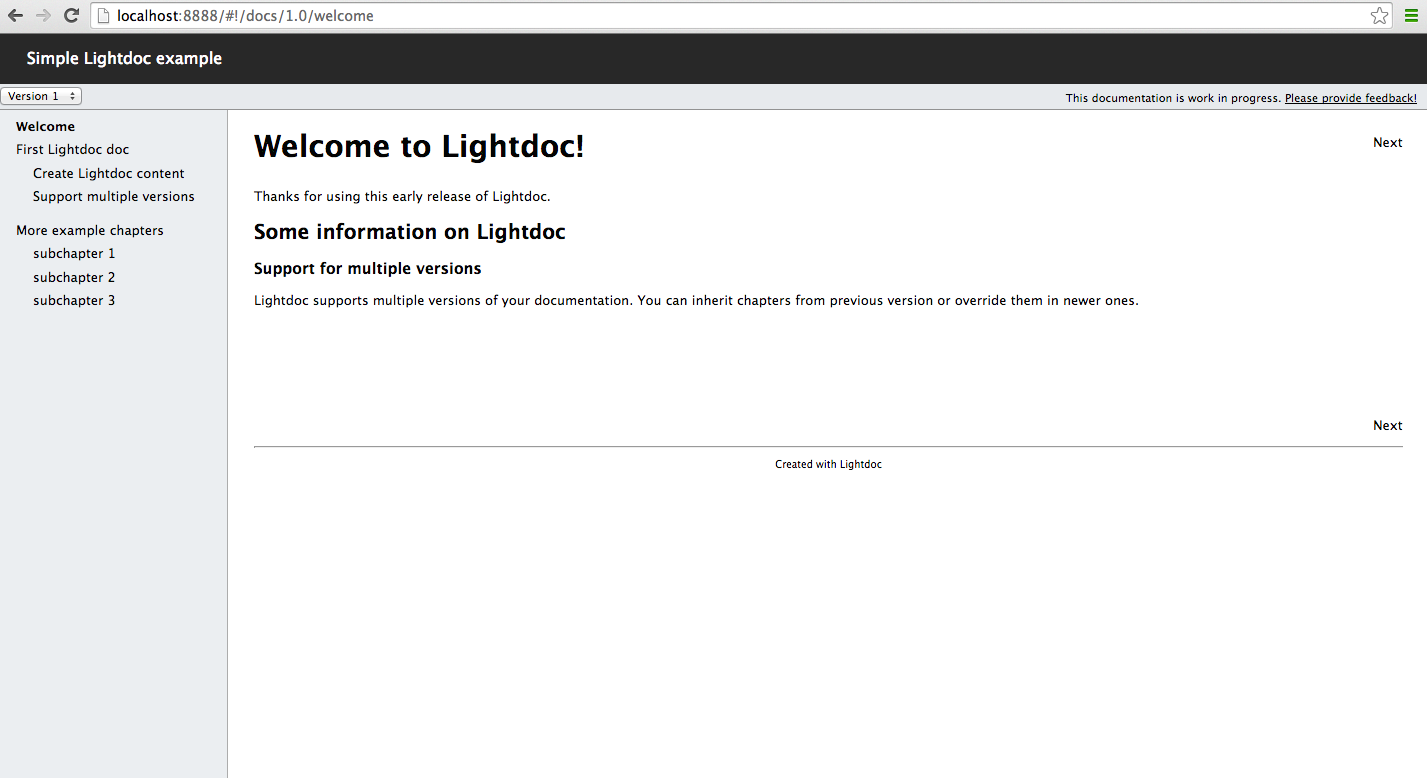 localhost:8888/#!/docs/1.0/welcome
Simple Lightdoc example
Version 1
This documentation is work in progress. Please provide feedback!
Welcome
First Lightdoc doc
Create Lightdoc content
Support multiple versions
More example chapters
subchapter 1
subchapter 2
subchapter 3
Welcome to Lightdoc!
Next
Thanks for using this early release of Lightdoc.
Some information on Lightdoc
Support for multiple versions
Lightdoc supports multiple versions of your documentation. You can inherit chapters from previous version or override them in newer ones.
Next
Created with Lightdoc